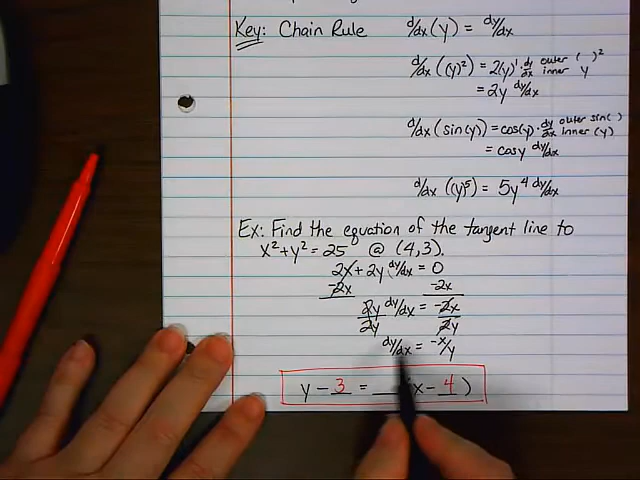 Key: Chain Rule d/dx (y) = dy/dx
d/dx ((y)²) = 2(y)¹ · dy/dx outer ( )² inner y
= 2y dy/dx
d/dx (sin(y)) = cos(y) · dy/dx outer sin( ) inner (y)
= cosy dy/dx
d/dx ((y)⁵) = 5y⁴ dy/dx
Ex: Find the equation of the tangent line to
x² + y² = 25 @ (4,3).
2x + 2y dy/dx = 0
-2x -2x
2y dy/dx = -2x
2y 2y
dy/dx = -x/y
y - 3 = __ (x - 4)